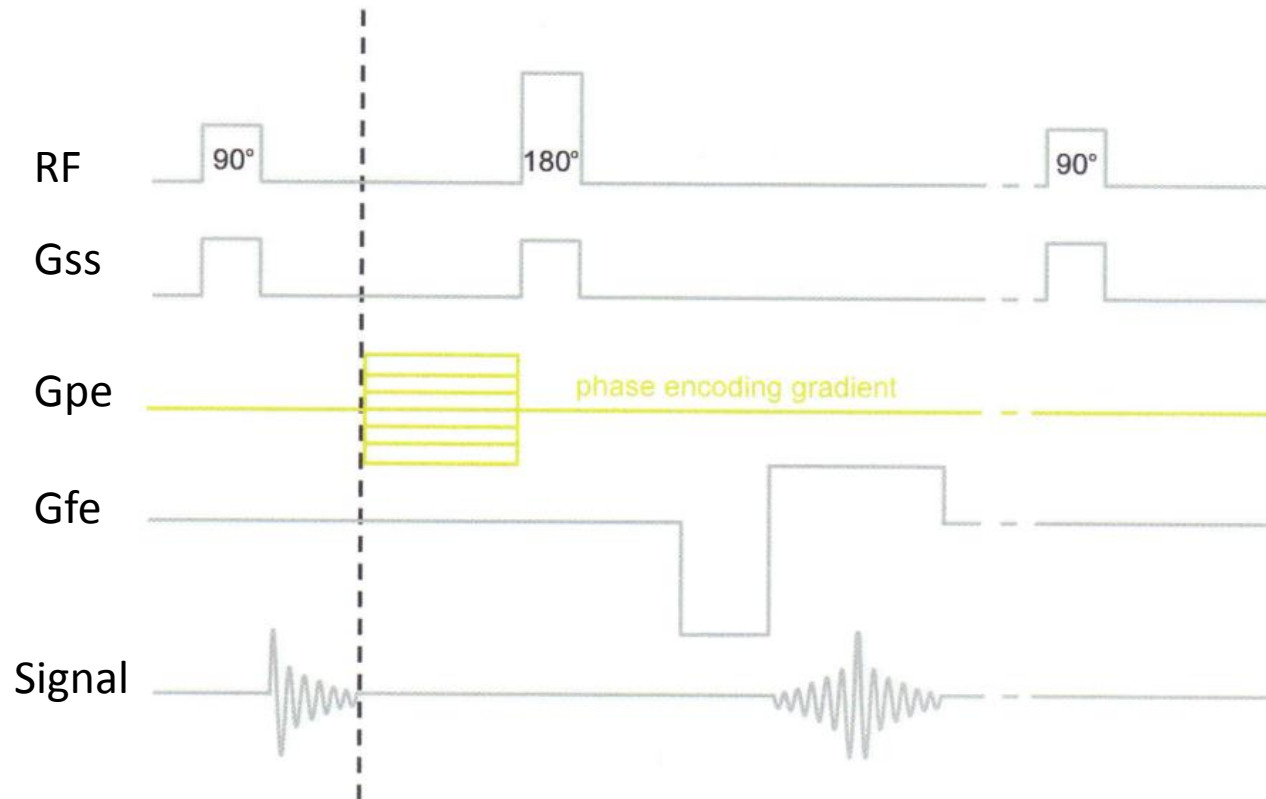 RF
90°
180°
90°
Gss
Gpe
phase encoding gradient
Gfe
Signal